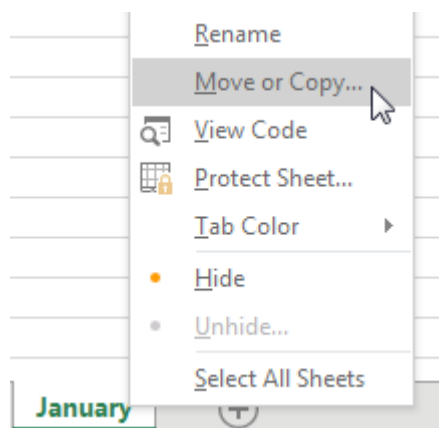 Rename
Move or Copy...
View Code
Protect Sheet...
Tab Color
Hide
Unhide...
Select All Sheets
January